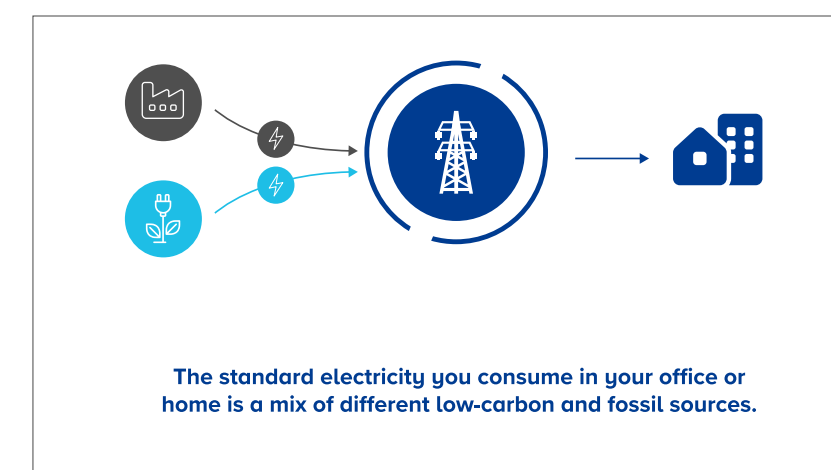 The standard electricity you consume in your office or
home is a mix of different low-carbon and fossil sources.